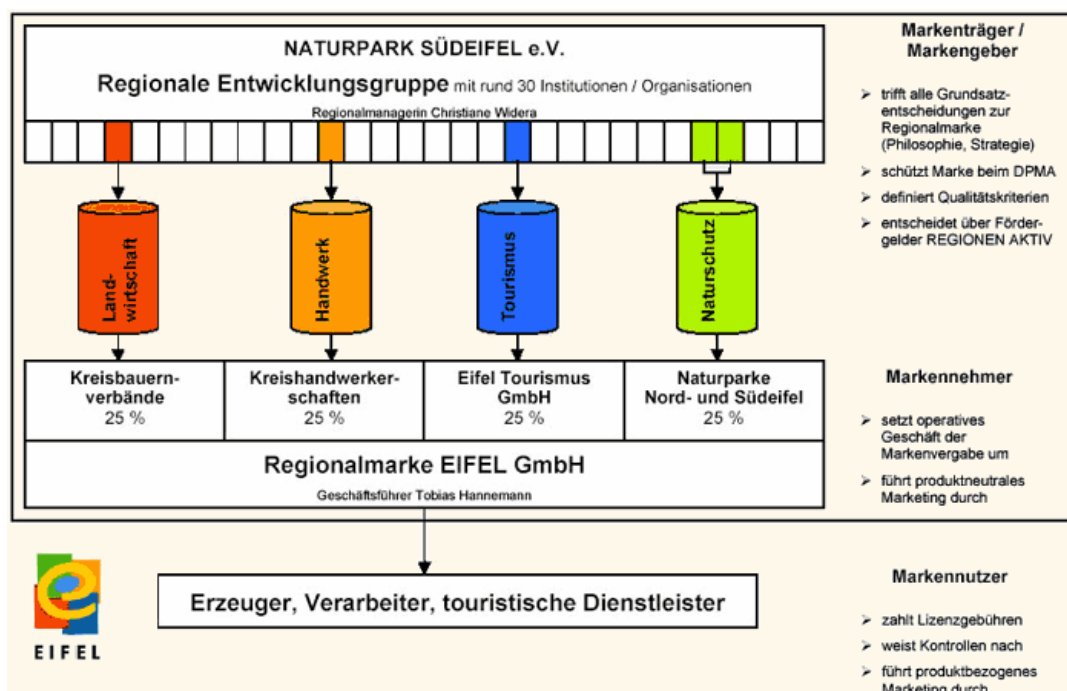 NATURPARK SÜDEIFEL e.V.
Regionale Entwicklungsgruppe mit rund 30 Institutionen / Organisationen
Regionalmanagerin Christiane Widera
Markenträger /
Markengeber
➢ trifft alle Grundsatz-
entscheidungen zur
Regionalmarke
(Philosophie, Strategie)
➢ schützt Marke beim DPMA
➢ definiert Qualitätskriterien
➢ entscheidet über Förder-
gelder REGIONEN AKTIV
Land-
wirtschaft
Handwerk
Tourismus
Naturschutz
Kreisbauern-
verbände
25 %
Kreishandwerker-
schaften
25 %
Eifel Tourismus
GmbH
25 %
Naturparke
Nord- und Südeifel
25 %
Regionalmarke EIFEL GmbH
Geschäftsführer Tobias Hannemann
Markennehmer
➢ setzt operatives
Geschäft der
Markenvergabe um
➢ führt produktneutrales
Marketing durch
e
EIFEL
Erzeuger, Verarbeiter, touristische Dienstleister
Markennutzer
➢ zahlt Lizenzgebühren
➢ weist Kontrollen nach
➢ führt produktbezogenes
Marketing durch